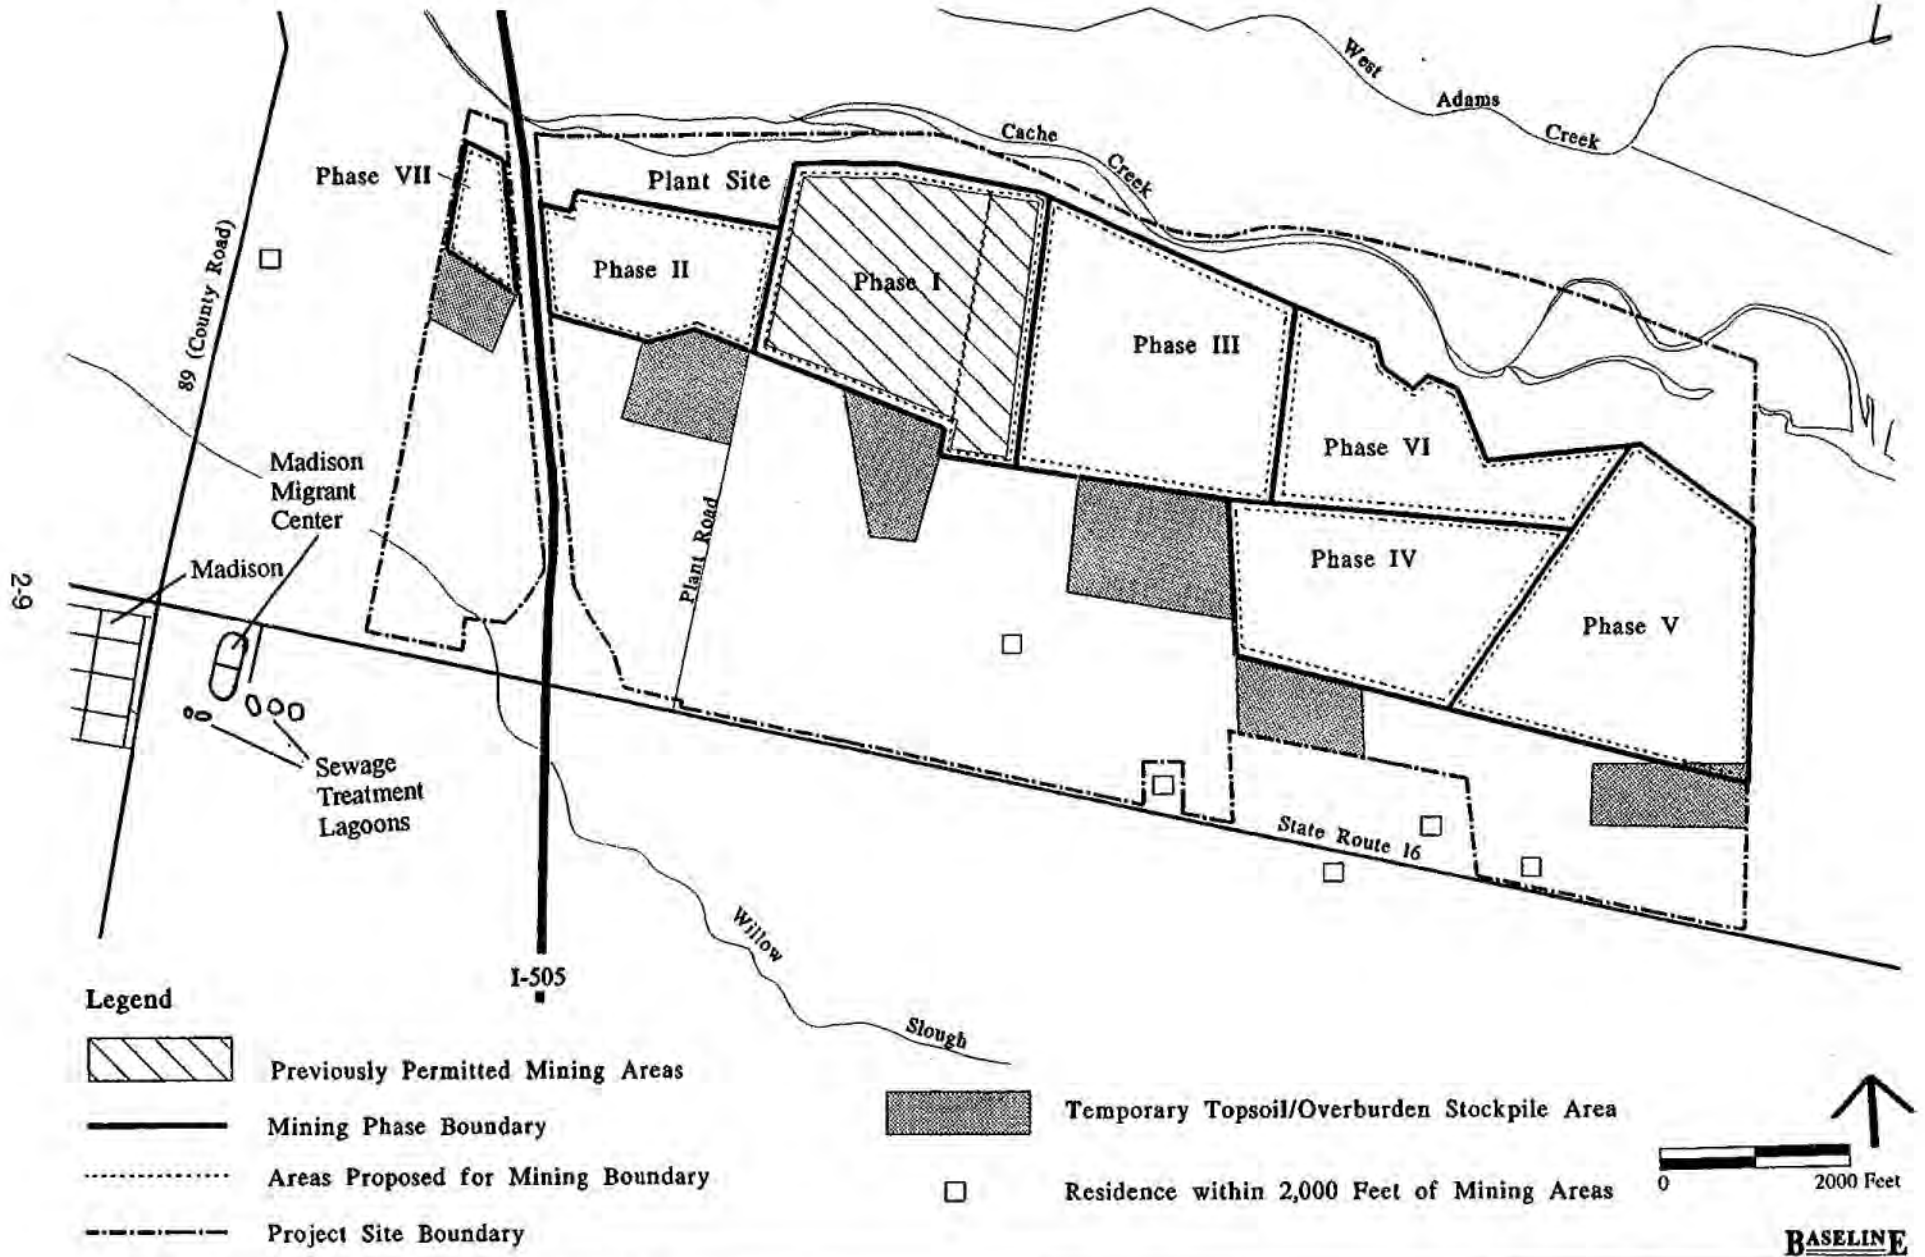 West
Adams
Creek
Cache
Creek
Phase VII
Plant Site
89 (County Road)
Phase II
Phase I
Phase III
Phase VI
Madison
Migrant
Center
Plant Road
Phase IV
Madison
2-9
Phase V
Sewage
Treatment
Lagoons
State Route 16
Willow
Slough
I-505
Legend
Previously Permitted Mining Areas
Mining Phase Boundary
Areas Proposed for Mining Boundary
Project Site Boundary
Temporary Topsoil/Overburden Stockpile Area
Residence within 2,000 Feet of Mining Areas
0 2000 Feet
BASELINE